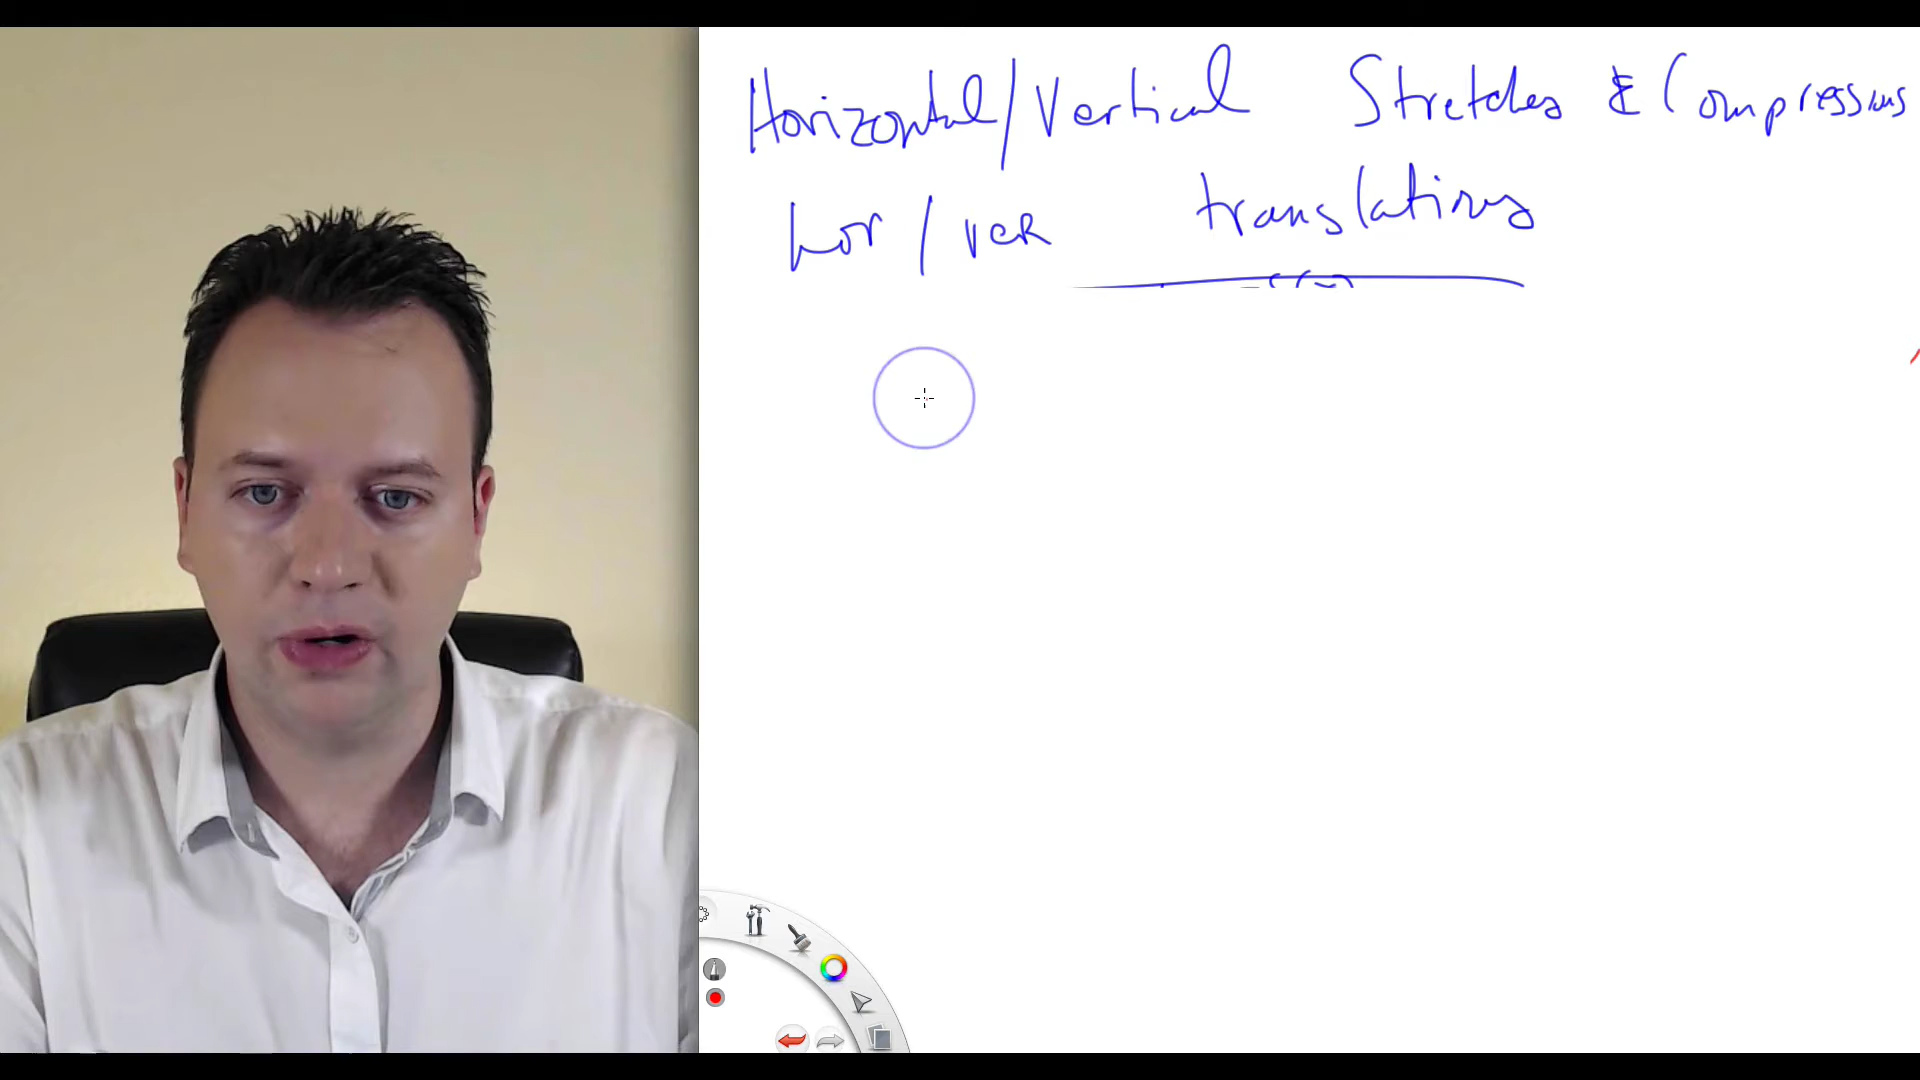 Horizontal/Vertical Stretches & Compressions
hor / ver translations